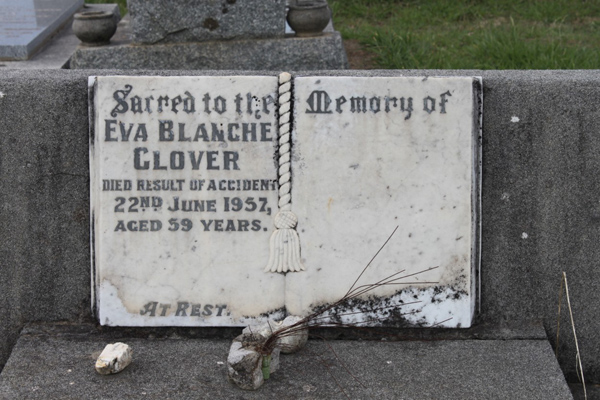 Sacred to the Memory of
EVA BLANCHE
GLOVER
DIED RESULT OF ACCIDENT
22ND JUNE 1957,
AGED 59 YEARS.
AT REST.